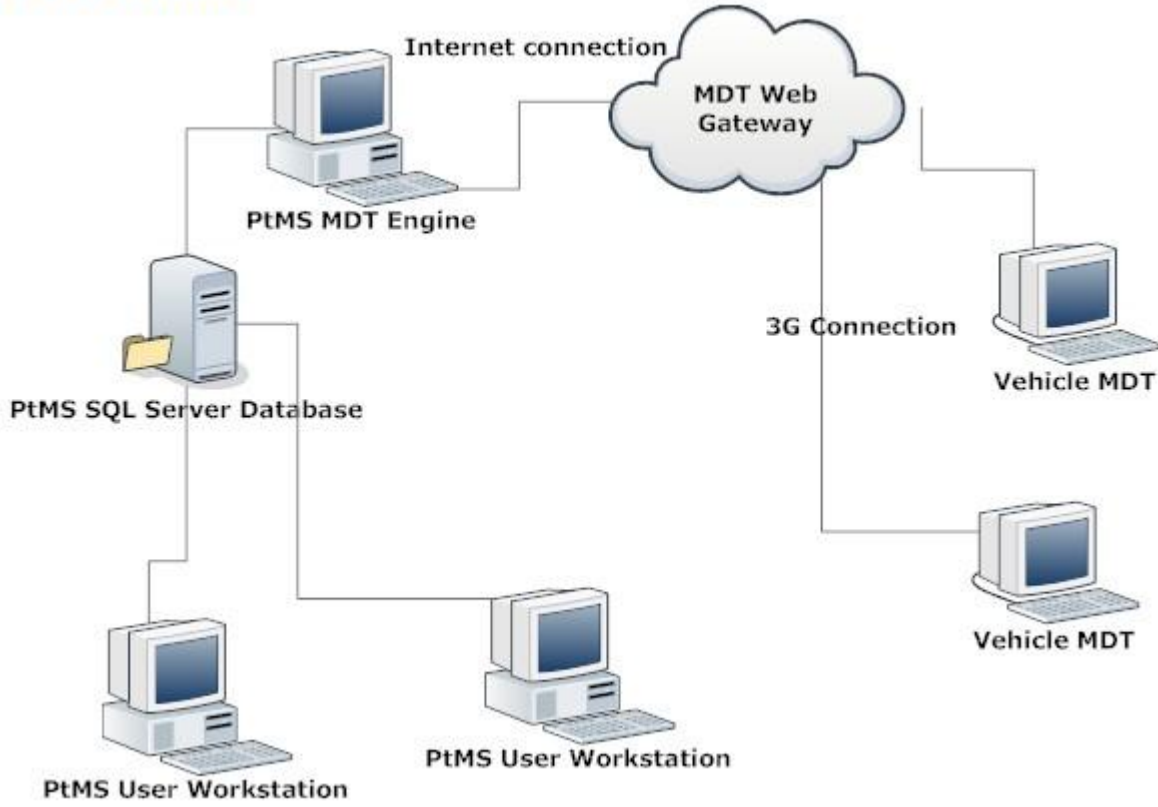 Internet connection
MDT Web
Gateway
PtMS MDT Engine
3G Connection
Vehicle MDT
PtMS SQL Server Database
Vehicle MDT
PtMS User Workstation
PtMS User Workstation